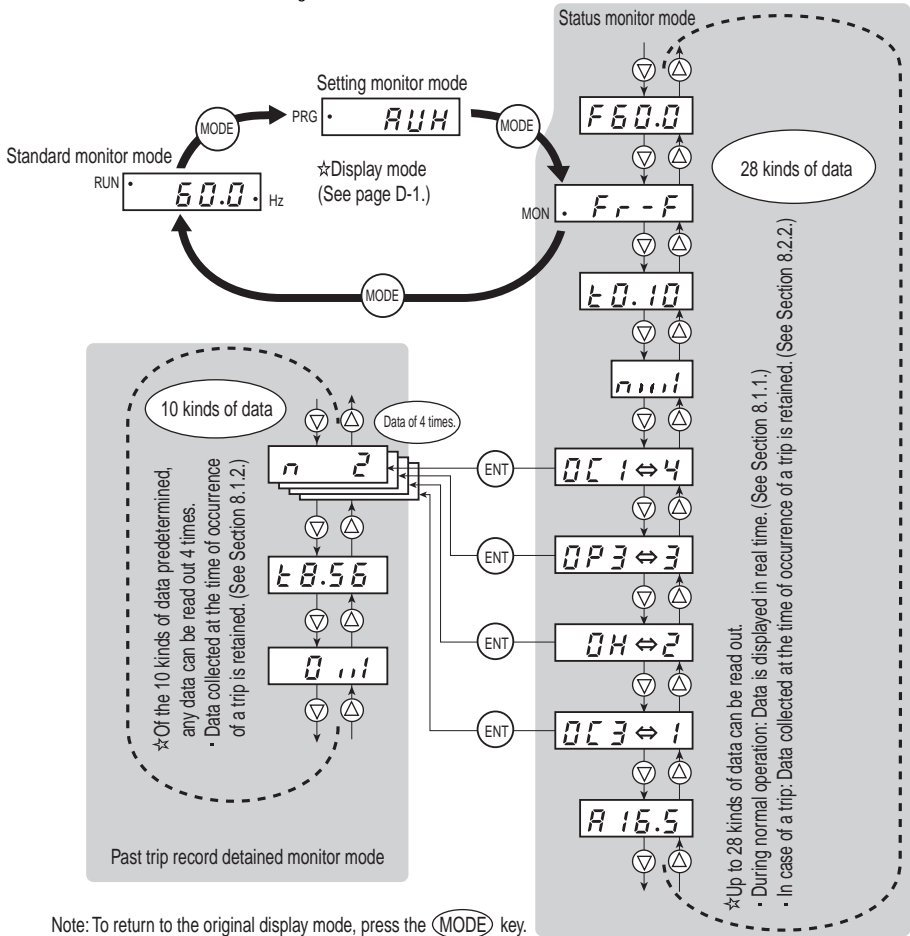 Status monitor mode
Setting monitor mode
PRG
AUH
MODE
MODE
Standard monitor mode
RUN
60.0
Hz
☆Display mode
(See page D-1.)
MODE
F60.0
28 kinds of data
MON
Fr-F
t0.10
10 kinds of data
Data of 4 times.
n 2
ENT
OC1⇔4
t8.56
ENT
OP3⇔3
ENT
OH⇔2
ENT
OC3⇔1
A16.5
☆Of the 10 kinds of data predetermined,
any data can be read out 4 times.
・Data collected at the time of occurrence
of a trip is retained. (See Section 8.1.2.)
☆Up to 28 kinds of data can be read out.
・During normal operation: Data is displayed in real time. (See Section 8.1.1.)
・In case of a trip: Data collected at the time of occurrence of a trip is retained. (See Section 8.2.2.)
Past trip record detained monitor mode
Note: To return to the original display mode, press the MODE key.